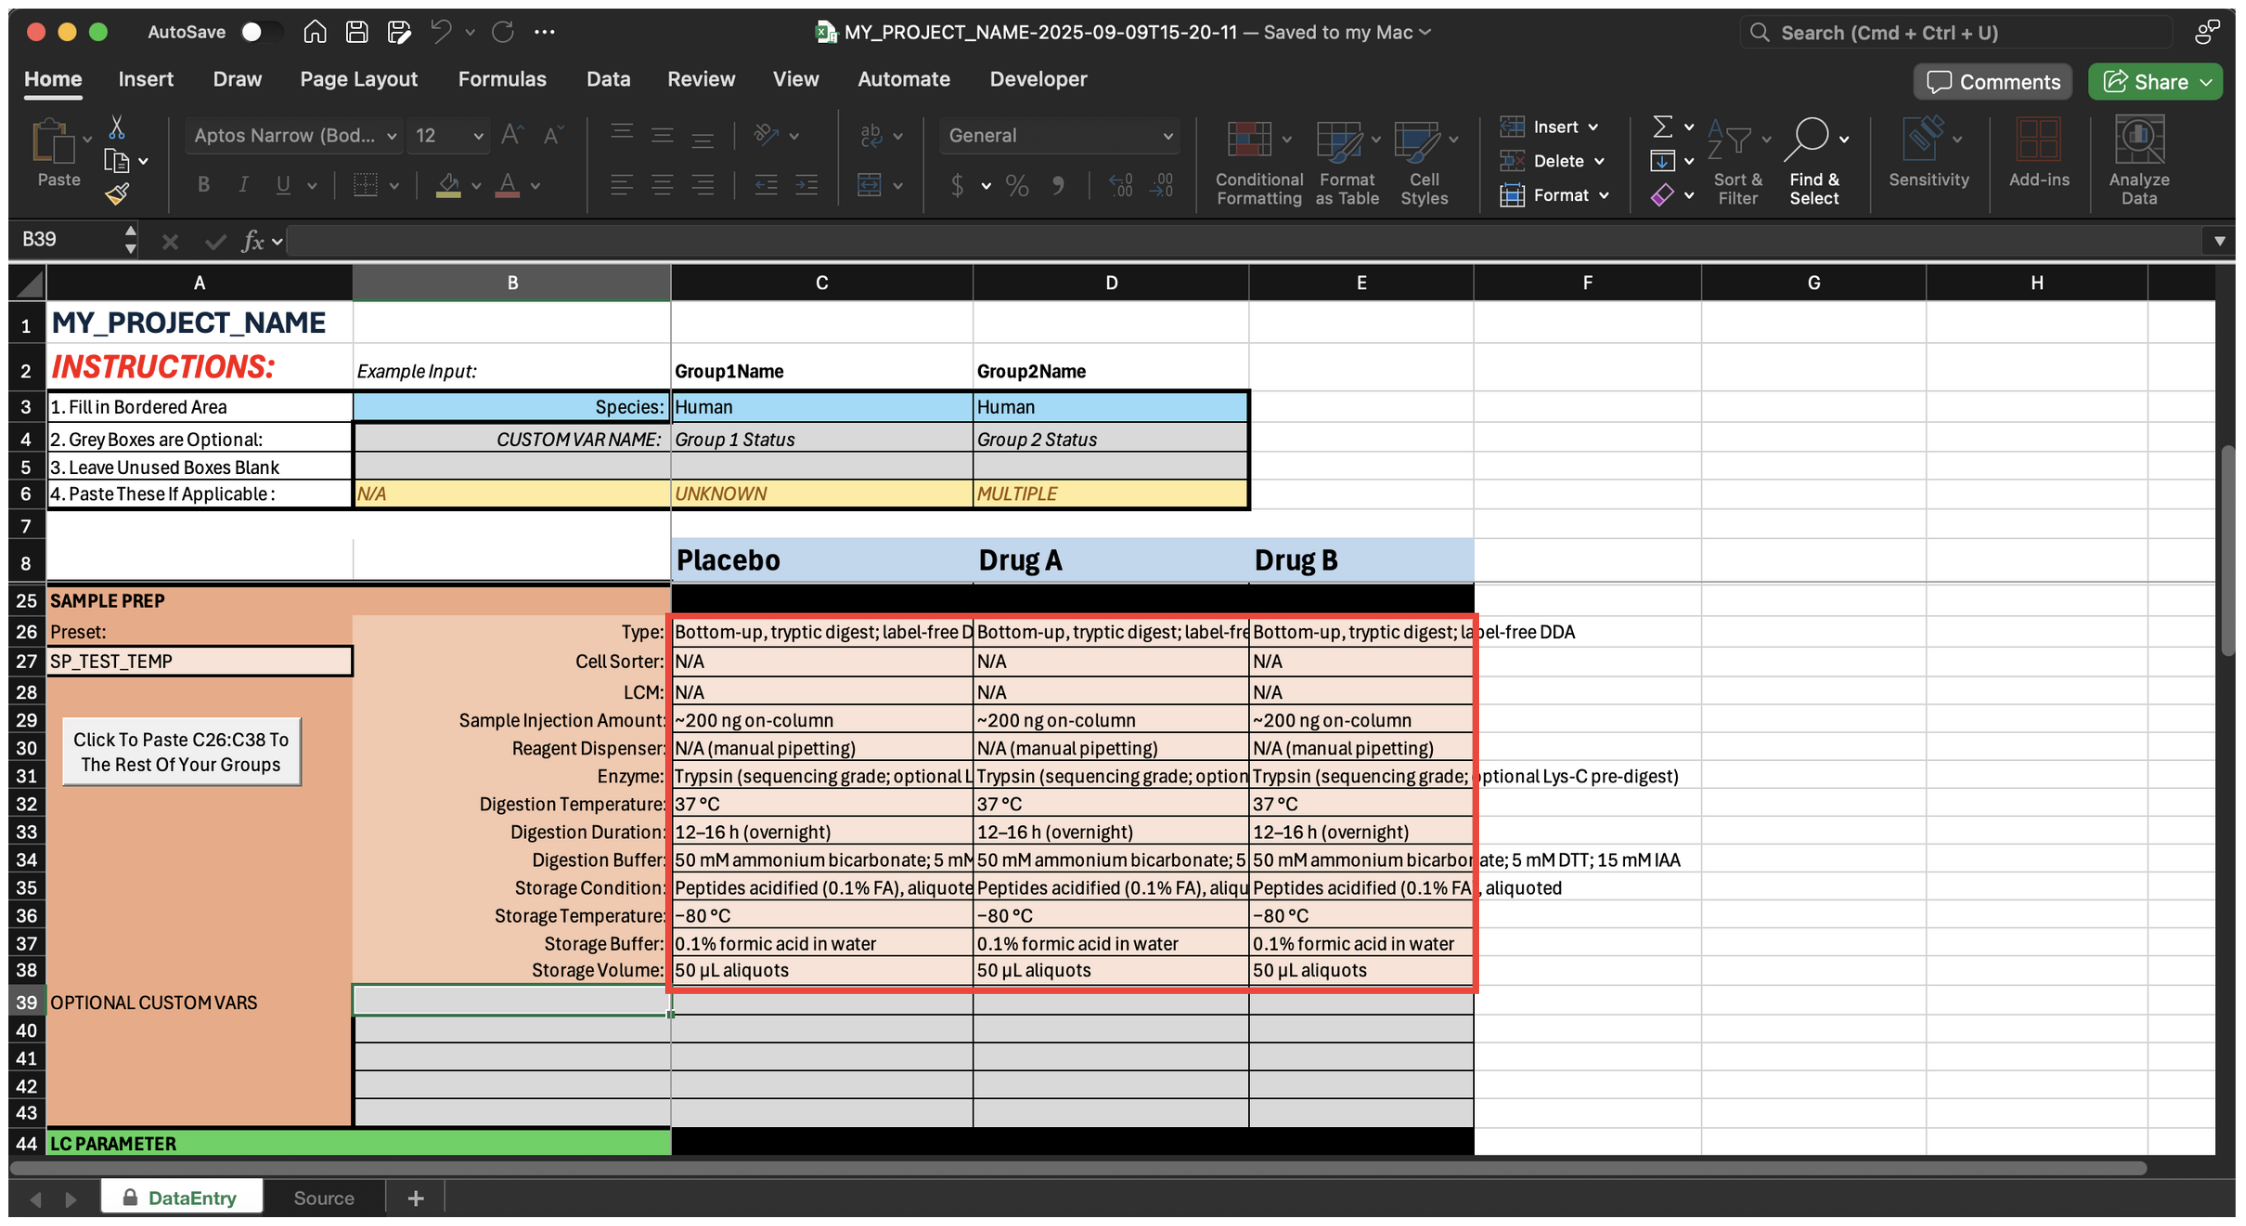 AutoSave MY_PROJECT_NAME-2025-09-09T15-20-11 — Saved to my Mac Search (Cmd + Ctrl + U)
Home Insert Draw Page Layout Formulas Data Review View Automate Developer Comments Share
Paste Aptos Narrow (Bod... 12 General Insert Delete Format
B I U $ %
Conditional Formatting Format as Table Cell Styles Sort & Filter Find & Select Sensitivity Add-ins Analyze Data
B39 fx
A B C D E F G H
1 MY_PROJECT_NAME
2 INSTRUCTIONS: Example Input: Group1Name Group2Name
3 1. Fill in Bordered Area Species: Human Human
4 2. Grey Boxes are Optional: CUSTOM VAR NAME: Group 1 Status Group 2 Status
5 3. Leave Unused Boxes Blank
6 4. Paste These If Applicable : N/A UNKNOWN MULTIPLE
7
8 Placebo Drug A Drug B
25 SAMPLE PREP
26 Preset: Type: Bottom-up, tryptic digest; label-free D Bottom-up, tryptic digest; label-fre Bottom-up, tryptic digest; label-free DDA
27 SP_TEST_TEMP Cell Sorter: N/A N/A N/A
28 LCM: N/A N/A N/A
29 Sample Injection Amount: ~200 ng on-column ~200 ng on-column ~200 ng on-column
Click To Paste C26:C38 To
The Rest Of Your Groups
30 Reagent Dispenser: N/A (manual pipetting) N/A (manual pipetting) N/A (manual pipetting)
31 Enzyme: Trypsin (sequencing grade; optional L Trypsin (sequencing grade; option Trypsin (sequencing grade; optional Lys-C pre-digest)
32 Digestion Temperature: 37 °C 37 °C 37 °C
33 Digestion Duration: 12–16 h (overnight) 12–16 h (overnight) 12–16 h (overnight)
34 Digestion Buffer: 50 mM ammonium bicarbonate; 5 mM 50 mM ammonium bicarbonate; 5 50 mM ammonium bicarbonate; 5 mM DTT; 15 mM IAA
35 Storage Condition: Peptides acidified (0.1% FA), aliquote Peptides acidified (0.1% FA), aliqu Peptides acidified (0.1% FA), aliquoted
36 Storage Temperature: −80 °C −80 °C −80 °C
37 Storage Buffer: 0.1% formic acid in water 0.1% formic acid in water 0.1% formic acid in water
38 Storage Volume: 50 µL aliquots 50 µL aliquots 50 µL aliquots
39 OPTIONAL CUSTOM VARS
40
41
42
43
44 LC PARAMETER
DataEntry Source +